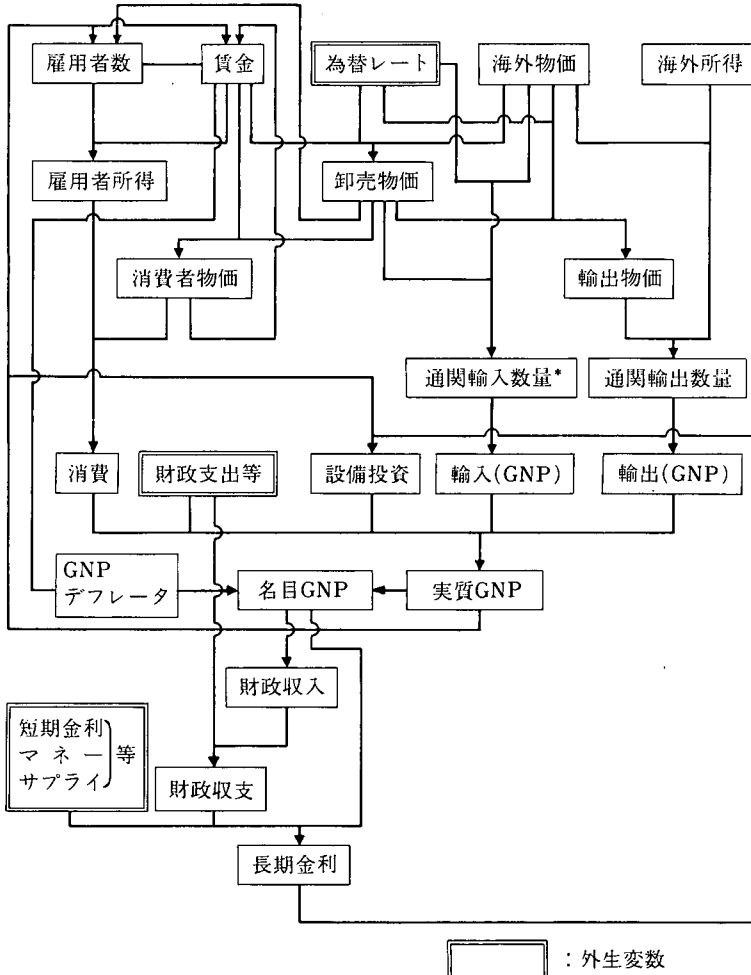 雇用者数
賃金
為替レート
海外物価
海外所得
雇用者所得
卸売物価
消費者物価
輸出物価
通関輸入数量*
通関輸出数量
消費
財政支出等
設備投資
輸入(GNP)
輸出(GNP)
GNP
デフレータ
名目GNP
実質GNP
財政収入
短期金利
マネー
サプライ
等
財政収支
長期金利
：外生変数